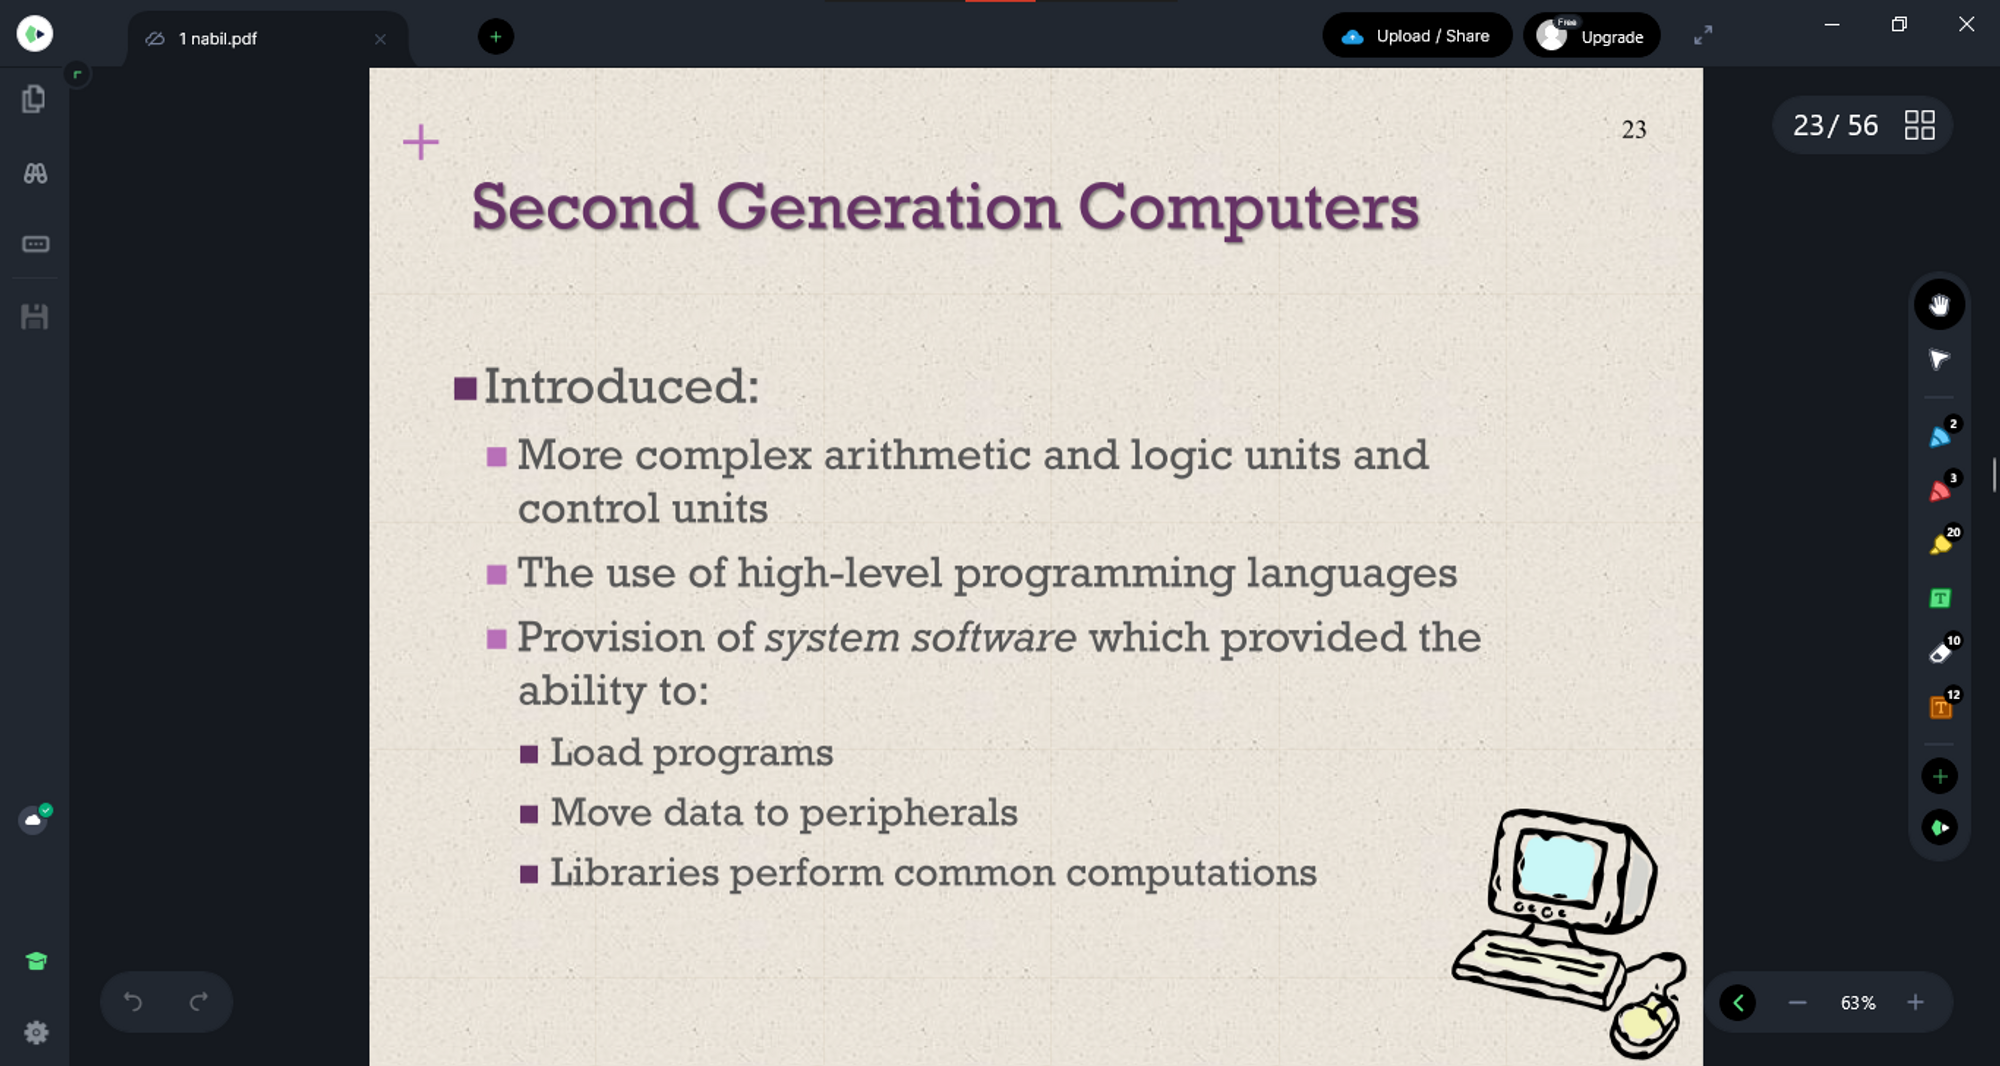 1 nabil.pdf
Upload / Share
Free
Upgrade
23
23/ 56
Second Generation Computers
Introduced:
More complex arithmetic and logic units and
control units
The use of high-level programming languages
Provision of system software which provided the
ability to:
Load programs
Move data to peripherals
Libraries perform common computations
2
3
20
T
10
12
T
63%